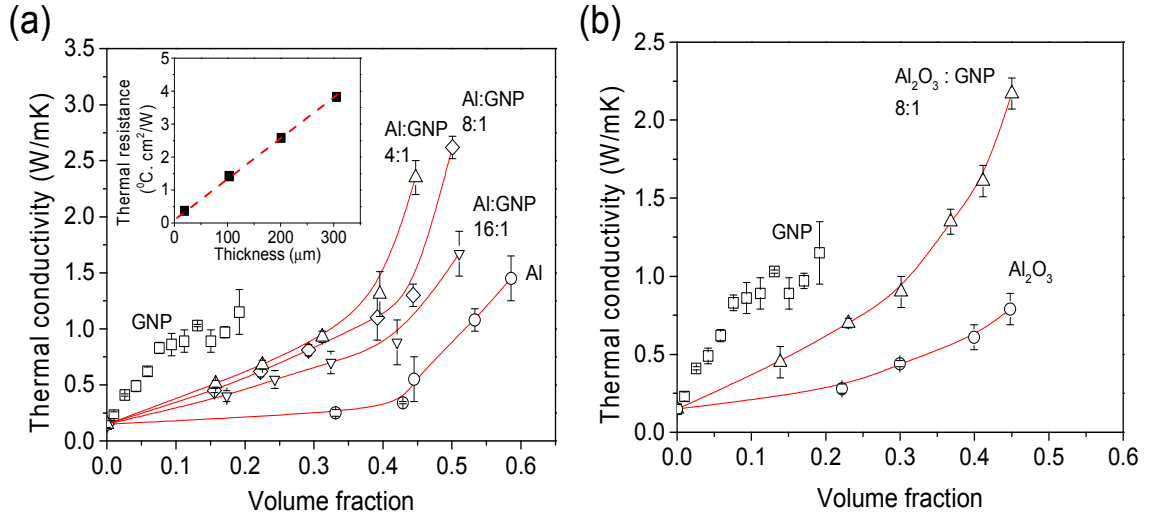 (a)
Thermal conductivity (W/mK)
3.5
3.0
2.5
2.0
1.5
1.0
0.5
0.0
0.0 0.1 0.2 0.3 0.4 0.5 0.6
Volume fraction
Thermal resistance
(⁰C. cm²/W)
5
4
3
2
1
0
0 100 200 300
Thickness (μm)
GNP
Al:GNP
4:1
Al:GNP
8:1
Al:GNP
16:1
Al
(b)
Thermal conductivity (W/mK)
2.5
2.0
1.5
1.0
0.5
0.0
0.0 0.1 0.2 0.3 0.4 0.5 0.6
Volume fraction
Al₂O₃ : GNP
8:1
GNP
Al₂O₃